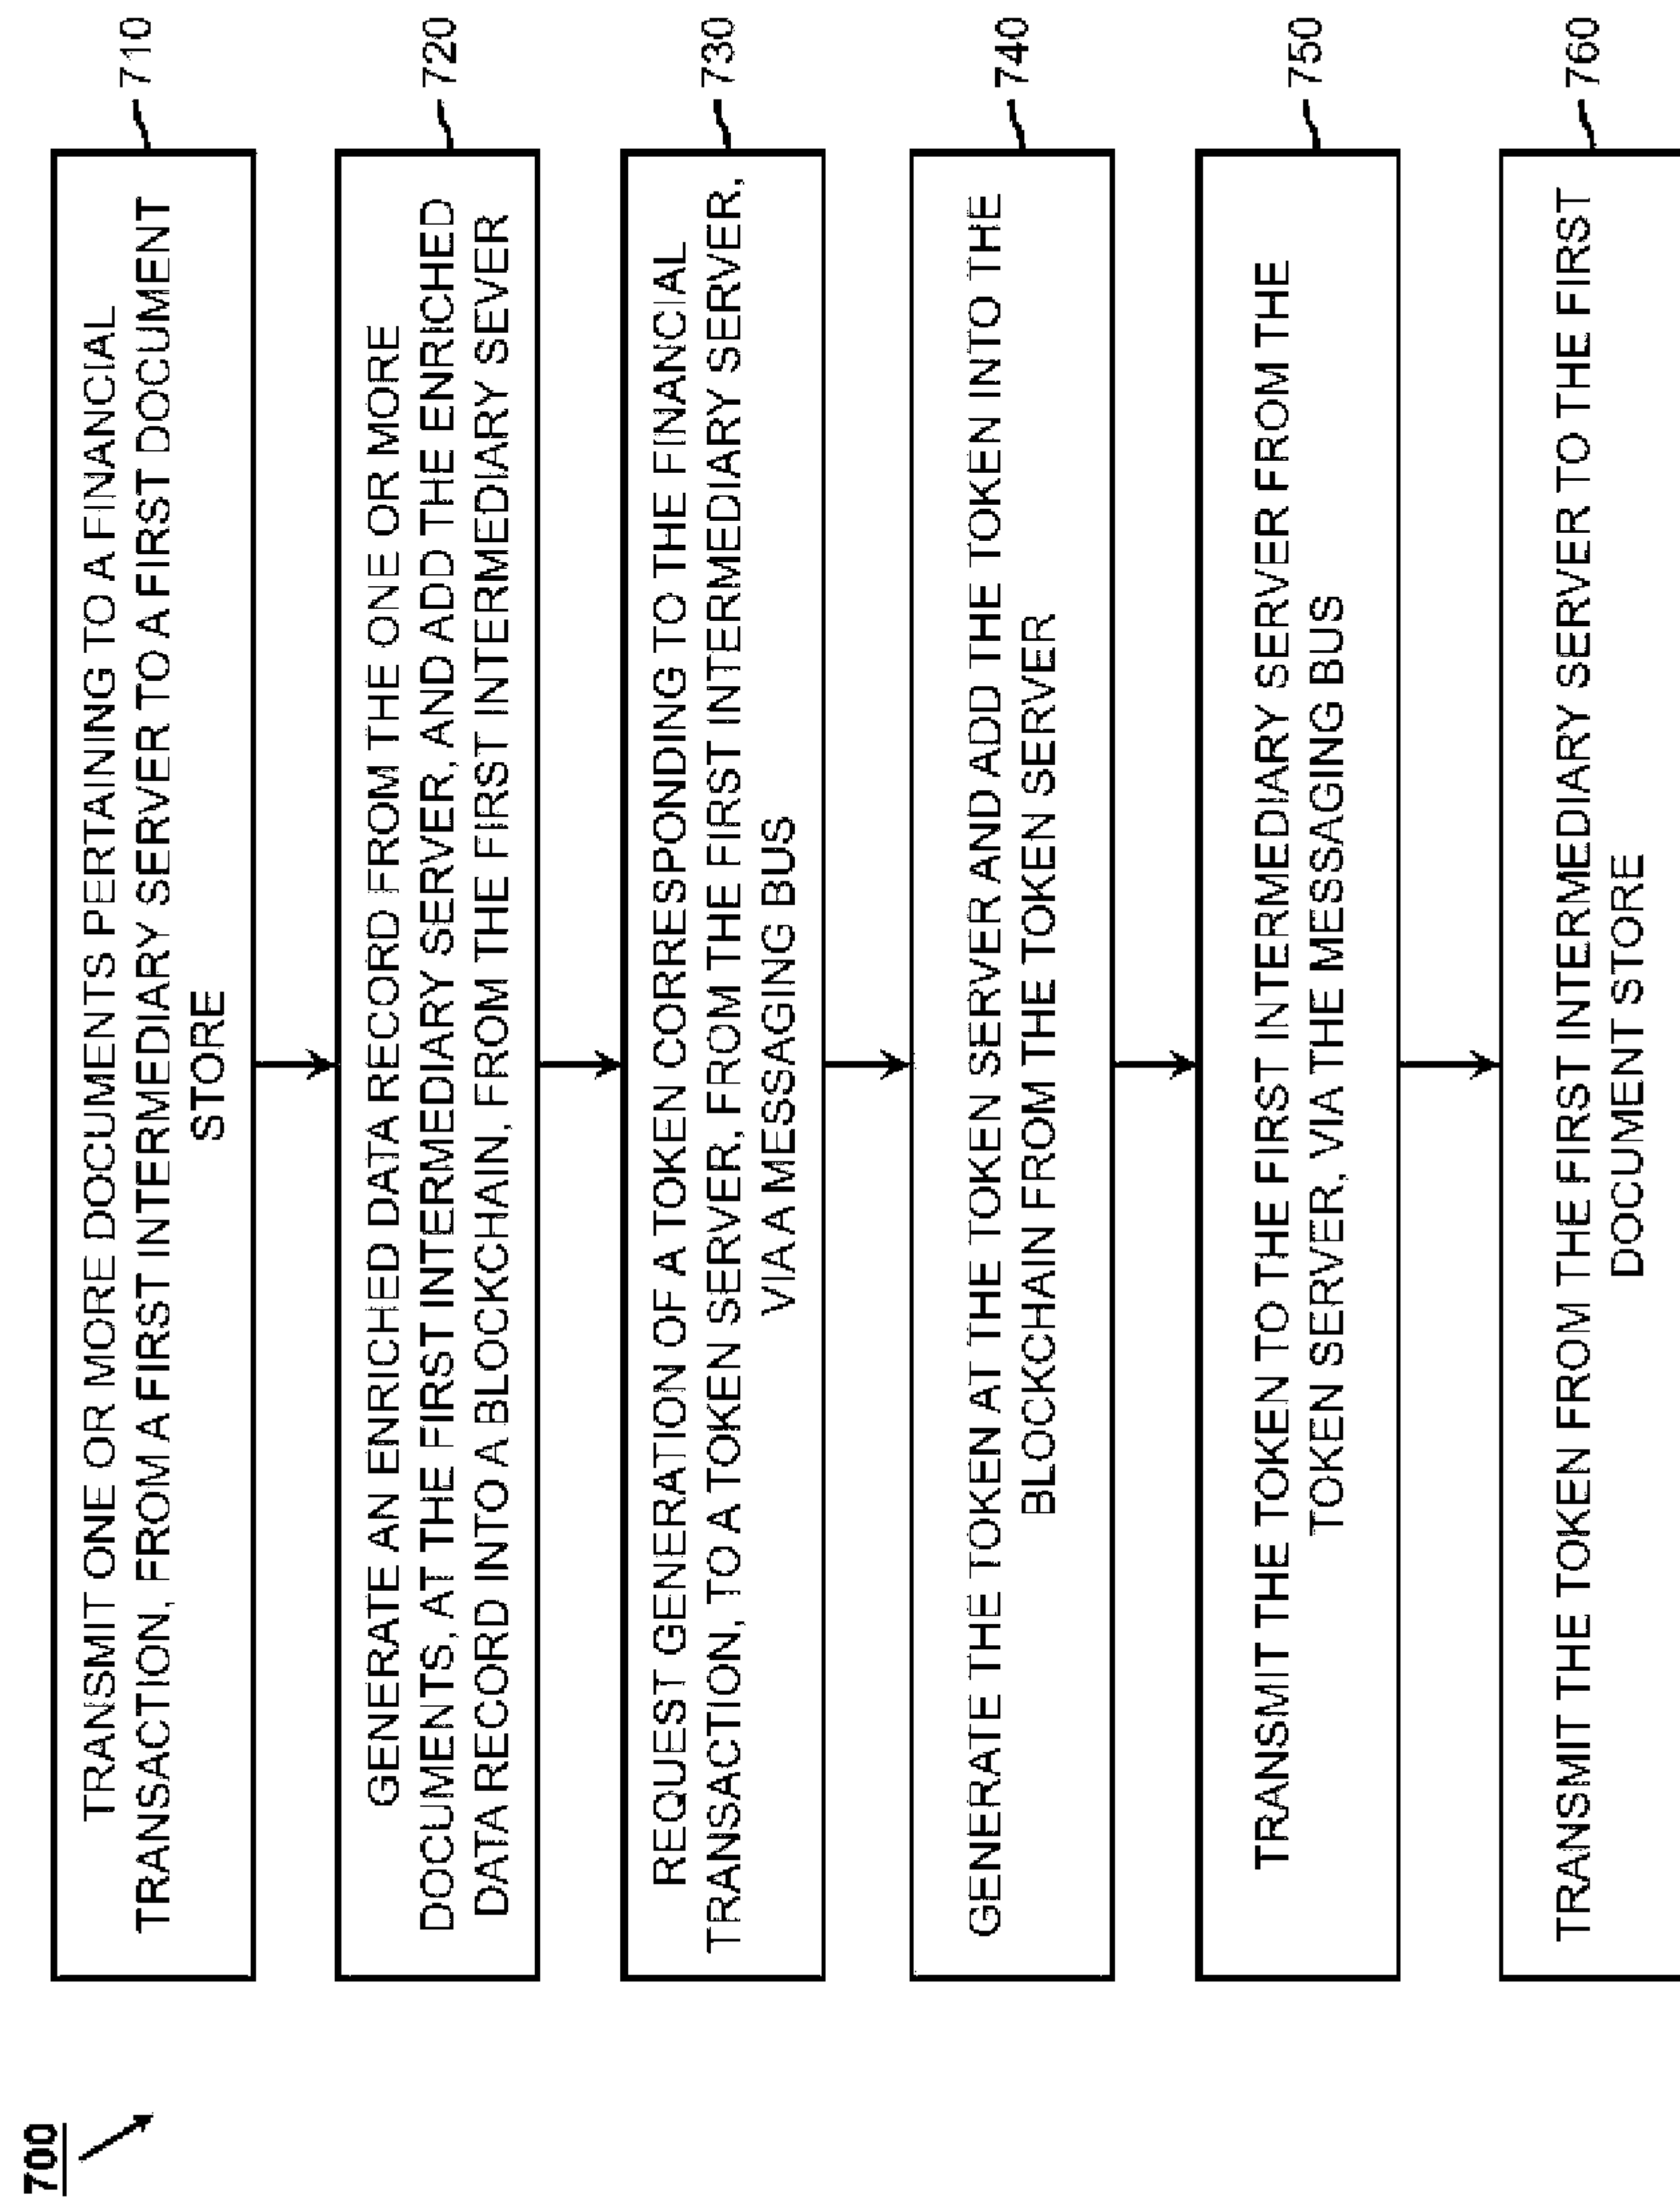 700
TRANSMIT ONE OR MORE DOCUMENTS PERTAINING TO A FINANCIAL
TRANSACTION, FROM A FIRST INTERMEDIARY SERVER TO A FIRST DOCUMENT
STORE
710
GENERATE AN ENRICHED DATA RECORD FROM THE ONE OR MORE
DOCUMENTS, AT THE FIRST INTERMEDIARY SERVER, AND ADD THE ENRICHED
DATA RECORD INTO A BLOCKCHAIN, FROM THE FIRST INTERMEDIARY SEVER
720
REQUEST GENERATION OF A TOKEN CORRESPONDING TO THE FINANCIAL
TRANSACTION, TO A TOKEN SERVER, FROM THE FIRST INTERMEDIARY SERVER,
VIA A MESSAGING BUS
730
GENERATE THE TOKEN AT THE TOKEN SERVER AND ADD THE TOKEN INTO THE
BLOCKCHAIN FROM THE TOKEN SERVER
740
TRANSMIT THE TOKEN TO THE FIRST INTERMEDIARY SERVER FROM THE
TOKEN SERVER, VIA THE MESSAGING BUS
750
TRANSMIT THE TOKEN FROM THE FIRST INTERMEDIARY SERVER TO THE FIRST
DOCUMENT STORE
760